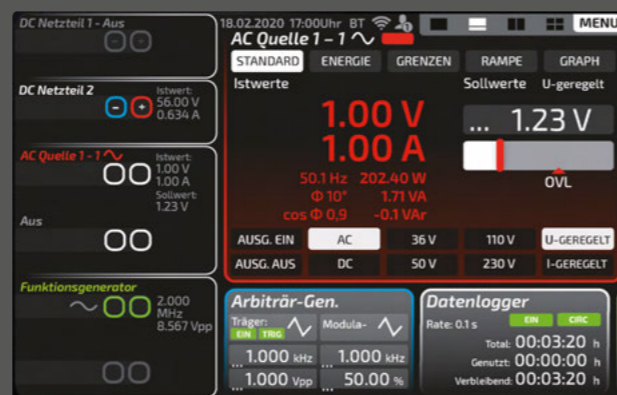 DC Netzteil 1 - Aus
DC Netzteil 2
Istwert:
56.00 V
0.634 A
AC Quelle 1 - 1
Istwert:
1.00 V
1.00 A
Sollwert:
1.23 V
Aus
Funktionsgenerator
2.000
MHz
8.567 Vpp
18.02.2020 17:00Uhr BT
MENU
AC Quelle 1 – 1
STANDARD ENERGIE GRENZEN RAMPE GRAPH
Istwerte Sollwerte U-geregelt
1.00 V
1.00 A
... 1.23 V
OVL
50.1 Hz 202.40 W
Φ 10° 1.71 VA
cos Φ 0,9 -0.1 VAr
AUSG. EIN AC 36 V 110 V U-GEREGELT
AUSG. AUS DC 50 V 230 V I-GEREGELT
Arbiträr-Gen.
Träger: Modula-
EIN TRIG
... 1.000 kHz ... 1.000 kHz
... 1.000 Vpp ... 50.00 %
Datenlogger
Rate: 0.1 s EIN CIRC
Total: 00:03:20 h
Genutzt: 00:00:00 h
Verbleibend: 00:03:20 h